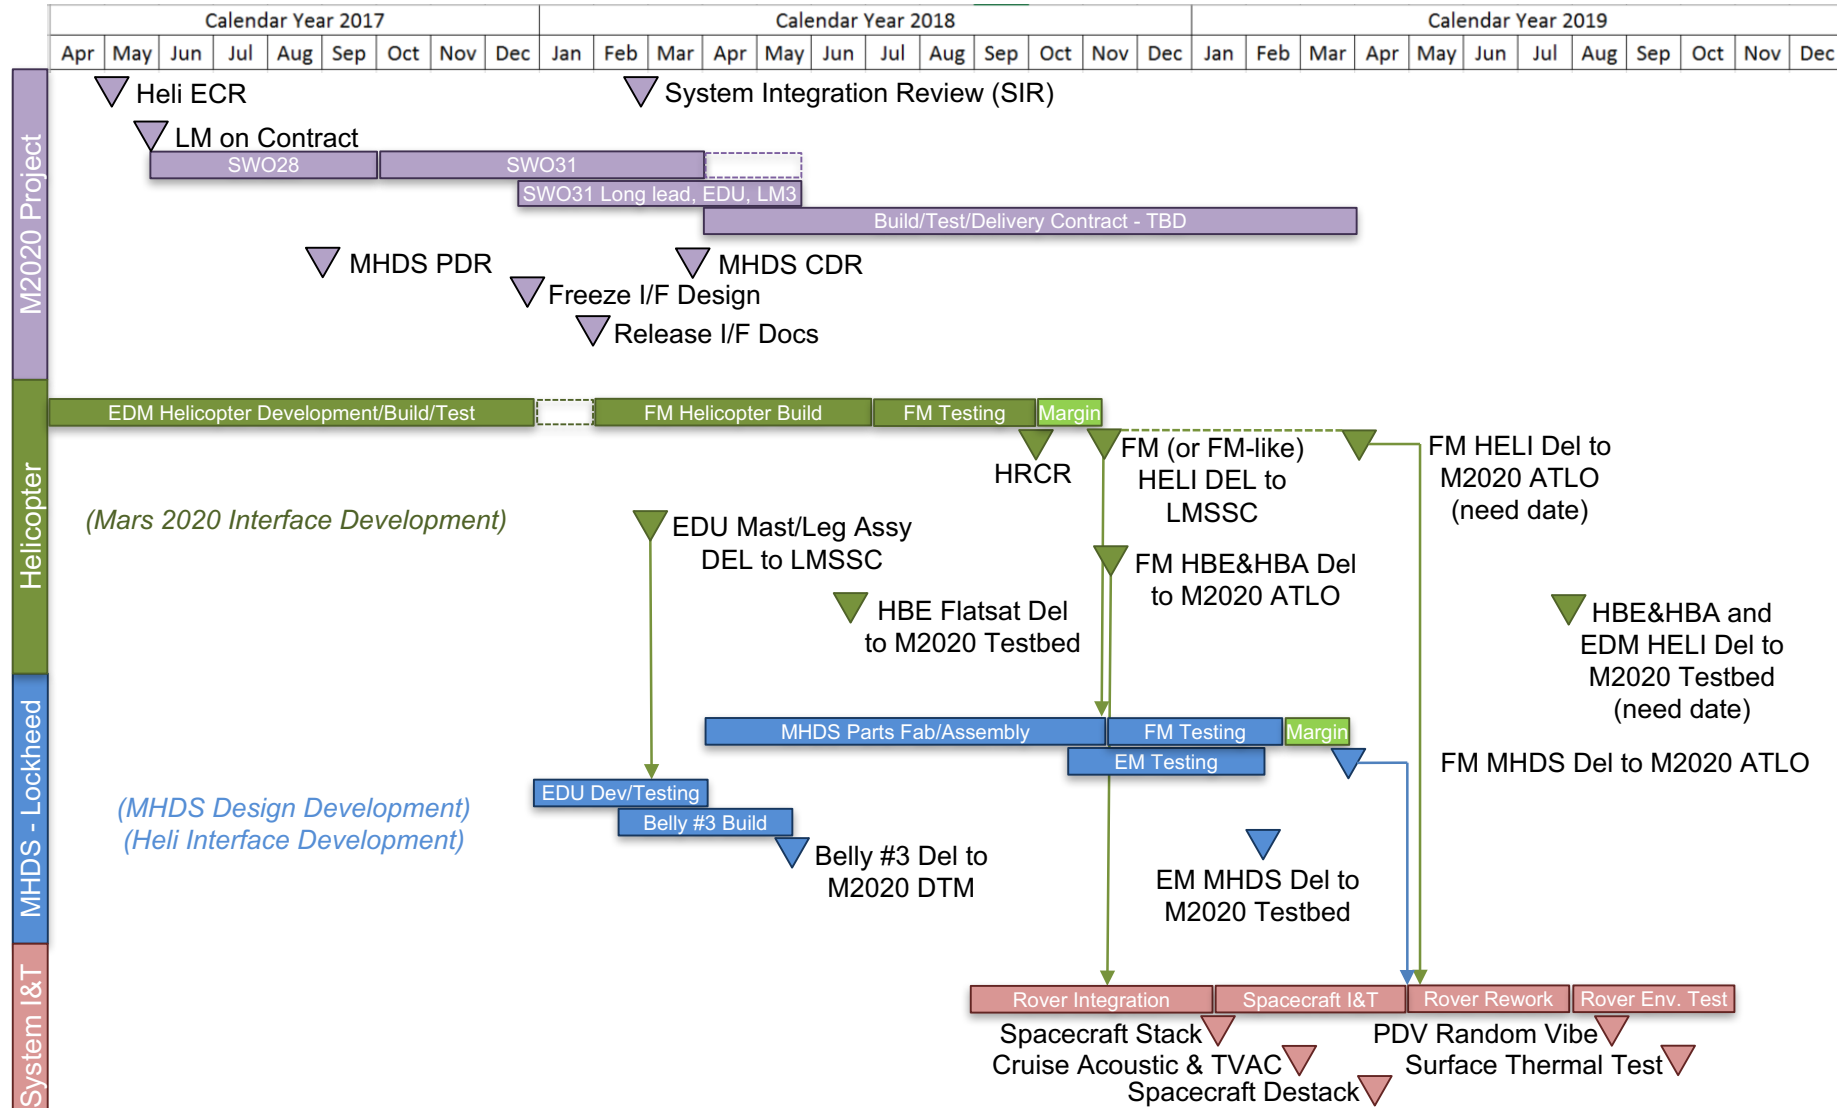 Calendar Year 2017
Calendar Year 2018
Calendar Year 2019
Apr May Jun Jul Aug Sep Oct Nov Dec Jan Feb Mar Apr May Jun Jul Aug Sep Oct Nov Dec Jan Feb Mar Apr May Jun Jul Aug Sep Oct Nov Dec
M2020 Project
Heli ECR
System Integration Review (SIR)
LM on Contract
SWO28
SWO31
SWO31 Long lead, EDU, LM3
Build/Test/Delivery Contract - TBD
MHDS PDR
MHDS CDR
Freeze I/F Design
Release I/F Docs
Helicopter
EDM Helicopter Development/Build/Test
FM Helicopter Build
FM Testing
Margin
HRCR
FM (or FM-like)
HELI DEL to
LMSSC
FM HELI Del to
M2020 ATLO
(need date)
(Mars 2020 Interface Development)
EDU Mast/Leg Assy
DEL to LMSSC
FM HBE&HBA Del
to M2020 ATLO
HBE Flatsat Del
to M2020 Testbed
HBE&HBA and
EDM HELI Del to
M2020 Testbed
(need date)
MHDS - Lockheed
MHDS Parts Fab/Assembly
FM Testing
Margin
EM Testing
FM MHDS Del to M2020 ATLO
EDU Dev/Testing
(MHDS Design Development)
(Heli Interface Development)
Belly #3 Build
Belly #3 Del to
M2020 DTM
EM MHDS Del to
M2020 Testbed
System I&T
Rover Integration
Spacecraft I&T
Rover Rework
Rover Env. Test
Spacecraft Stack
PDV Random Vibe
Cruise Acoustic & TVAC
Surface Thermal Test
Spacecraft Destack